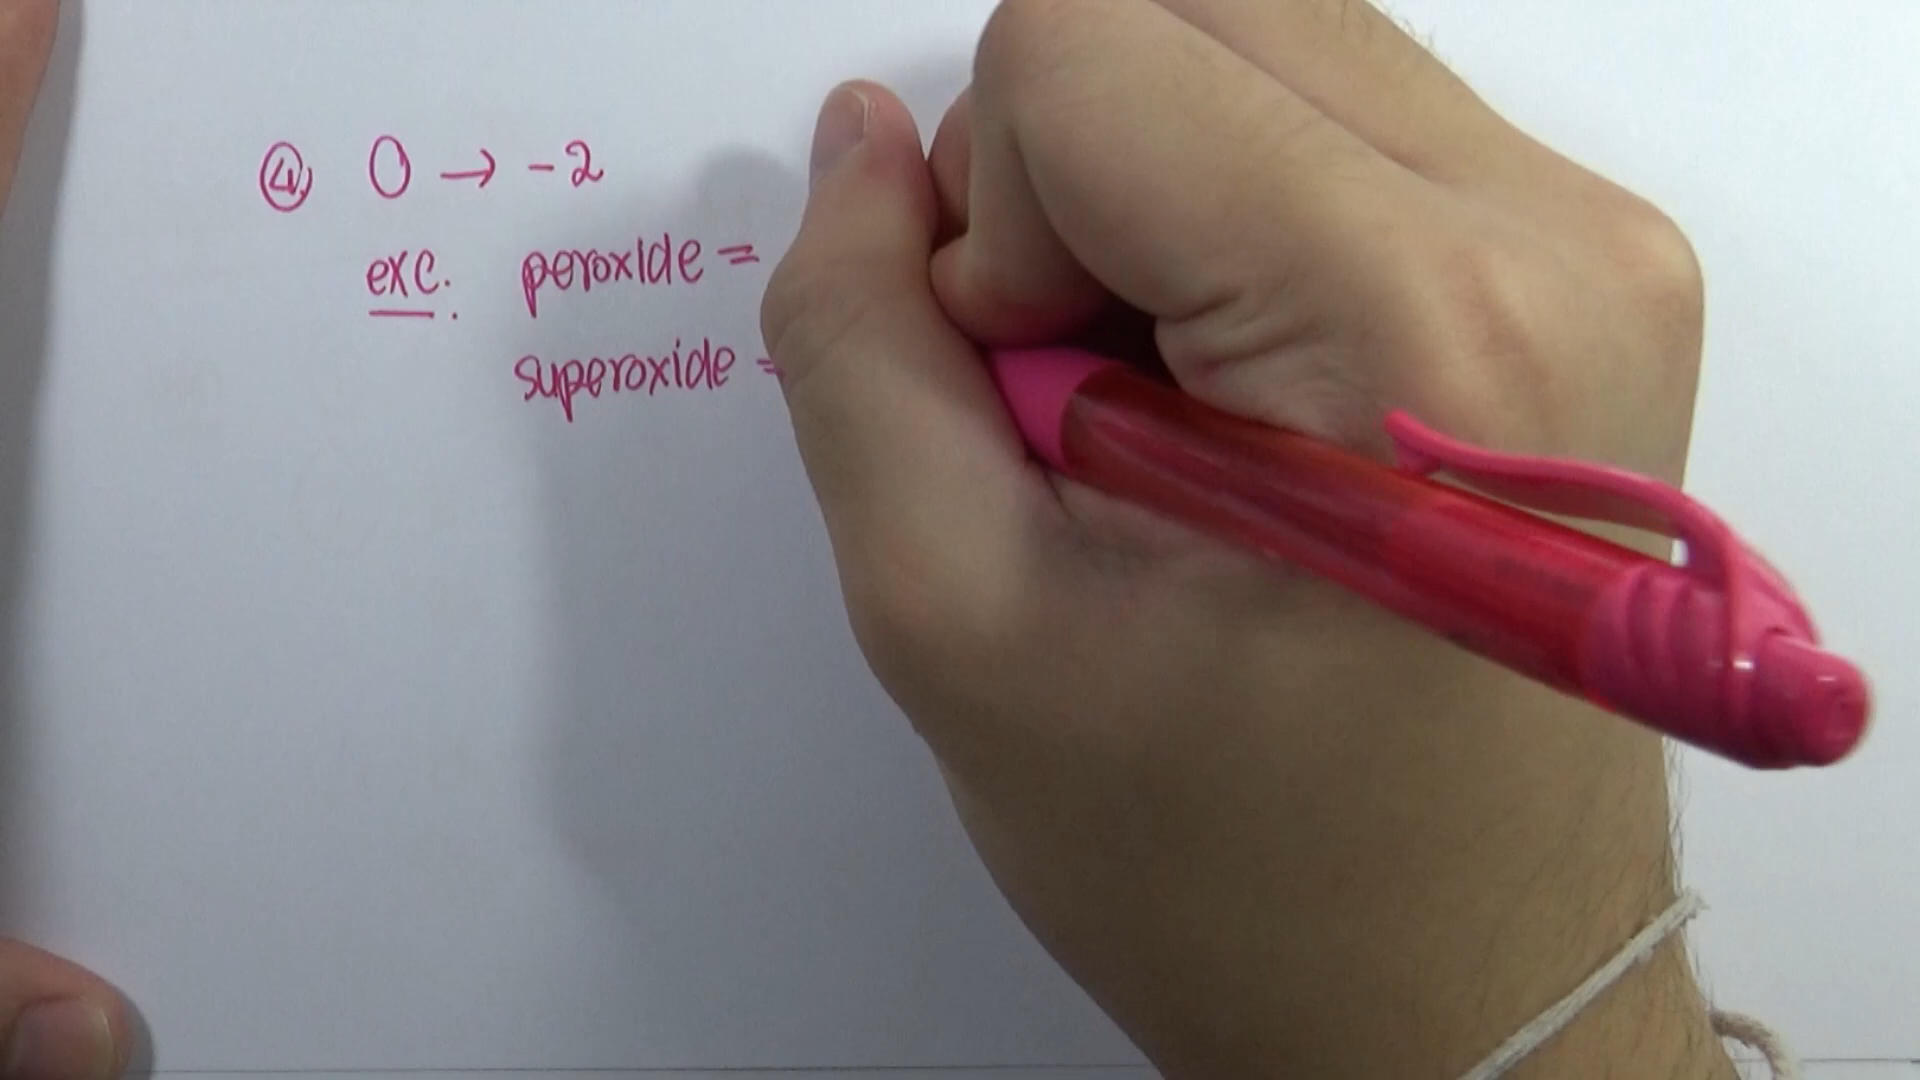 ④ O → -2
exc. peroxide =
superoxide =